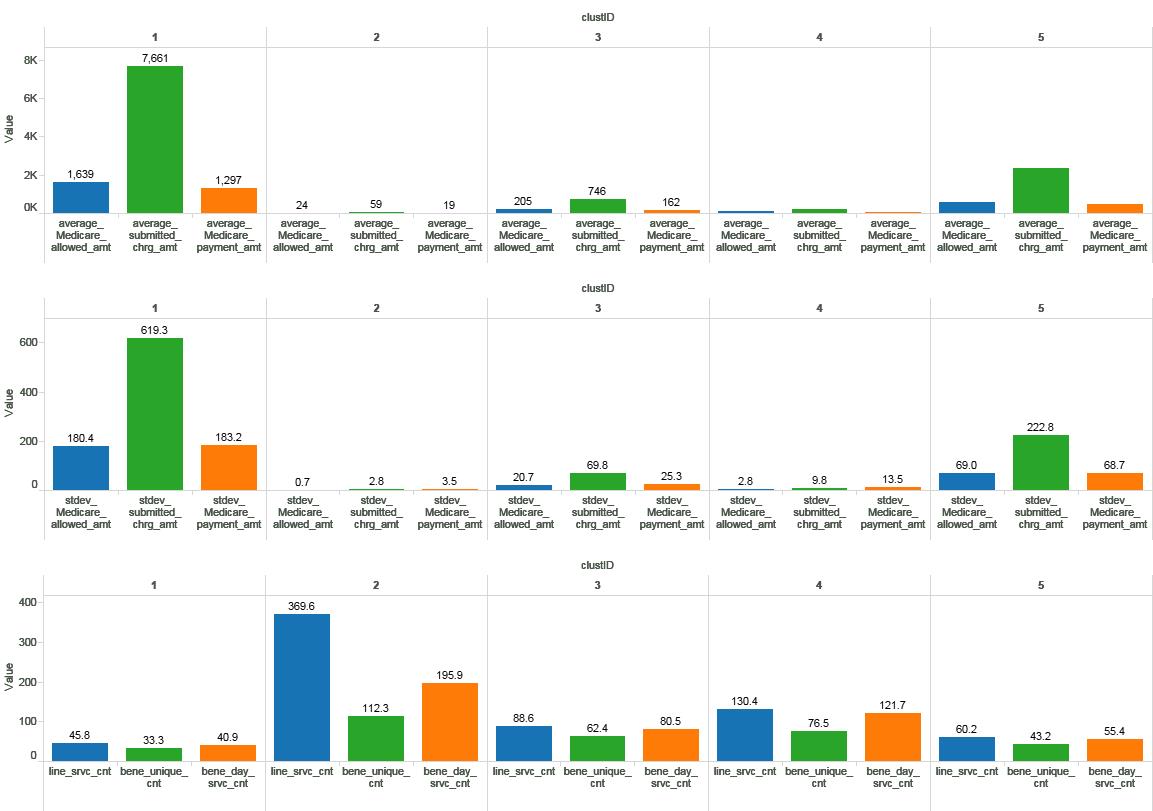 clustID
1 2 3 4 5
8K
6K
4K
2K
0K
Value
1,639 7,661 1,297 24 59 19 205 746 162
average_ average_ average_ average_ average_ average_ average_ average_ average_ average_ average_ average_ average_ average_ average_
Medicare_ submitted_ Medicare_ Medicare_ submitted_ Medicare_ Medicare_ submitted_ Medicare_ Medicare_ submitted_ Medicare_ Medicare_ submitted_ Medicare_
allowed_amt chrg_amt payment_amt allowed_amt chrg_amt payment_amt allowed_amt chrg_amt payment_amt allowed_amt chrg_amt payment_amt allowed_amt chrg_amt payment_amt
clustID
1 2 3 4 5
600
400
200
0
Value
180.4 619.3 183.2 0.7 2.8 3.5 20.7 69.8 25.3 2.8 9.8 13.5 69.0 222.8 68.7
stdev_ stdev_ stdev_ stdev_ stdev_ stdev_ stdev_ stdev_ stdev_ stdev_ stdev_ stdev_ stdev_ stdev_ stdev_
Medicare_ submitted_ Medicare_ Medicare_ submitted_ Medicare_ Medicare_ submitted_ Medicare_ Medicare_ submitted_ Medicare_ Medicare_ submitted_ Medicare_
allowed_amt chrg_amt payment_amt allowed_amt chrg_amt payment_amt allowed_amt chrg_amt payment_amt allowed_amt chrg_amt payment_amt allowed_amt chrg_amt payment_amt
clustID
1 2 3 4 5
400
300
200
100
0
Value
45.8 33.3 40.9 369.6 112.3 195.9 88.6 62.4 80.5 130.4 76.5 121.7 60.2 43.2 55.4
line_srvc_cnt bene_unique_ bene_day_ line_srvc_cnt bene_unique_ bene_day_ line_srvc_cnt bene_unique_ bene_day_ line_srvc_cnt bene_unique_ bene_day_ line_srvc_cnt bene_unique_ bene_day_
cnt srvc_cnt cnt srvc_cnt cnt srvc_cnt cnt srvc_cnt cnt srvc_cnt